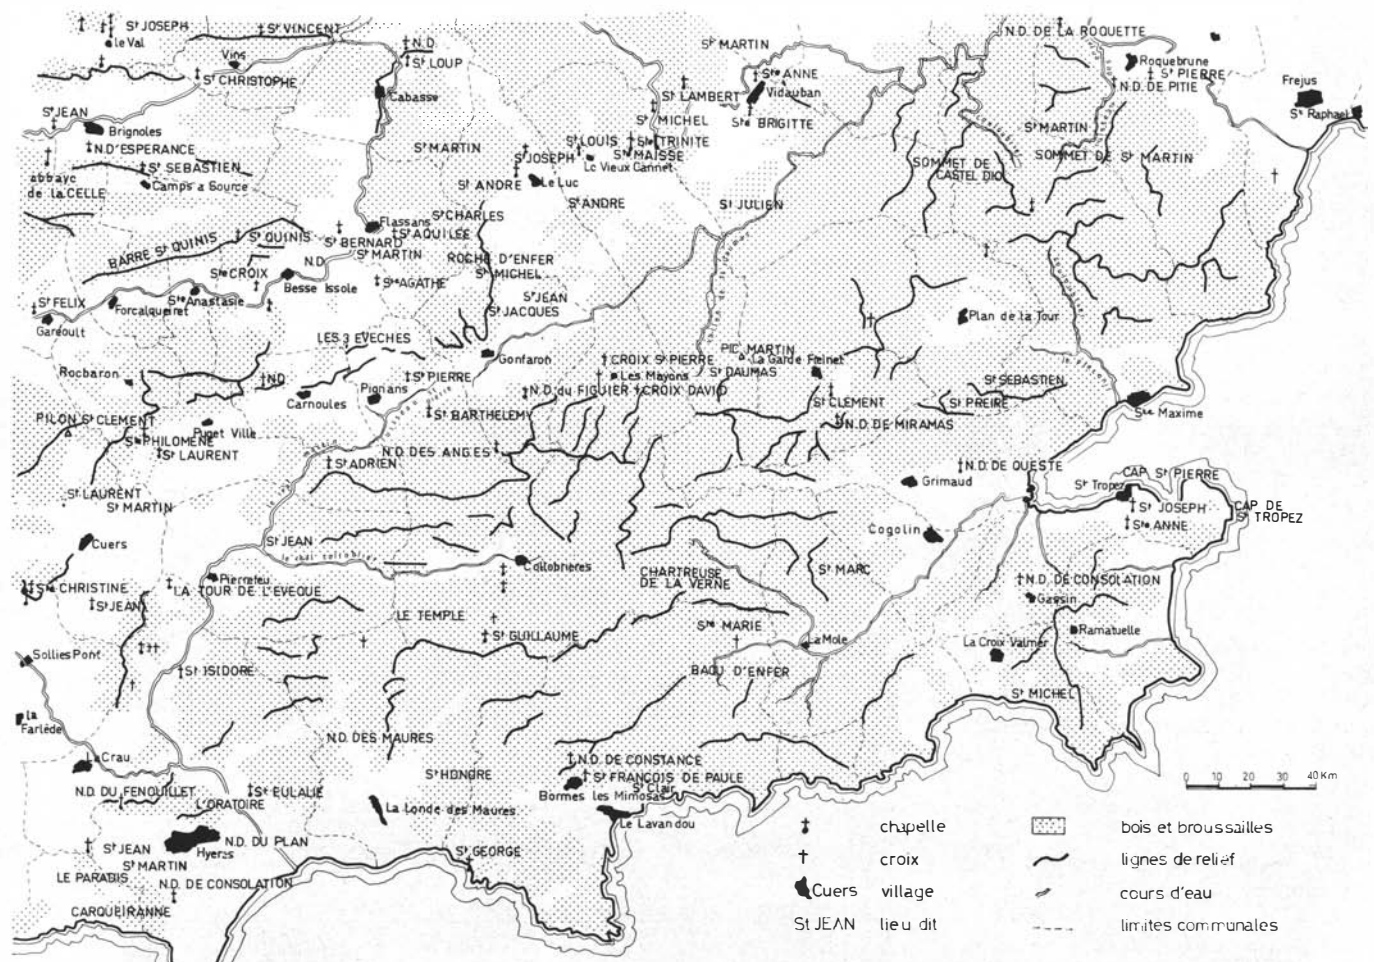 St JOSEPH
le Val
St VINCENT
Vins
St CHRISTOPHE
N.D.
St LOUP
Cabasse
St MARTIN
Ste ANNE
Vidauban
St LAMBERT
Ste BRIGITTE
St MICHEL
N.D. DE LA ROQUETTE
Roquebrune
St PIERRE
N.D. DE PITIE
Frejus
St Raphael
St JEAN
Brignoles
N.D'ESPERANCE
St SEBASTIEN
Camps a Source
abbaye
de la CELLE
St MARTIN
St LOUIS
Ste TRINITE
St JOSEPH
St MAISSE
Le Vieux Cannet
St ANDRE
Le Luc
St ANDRE
St MARTIN
SOMMET DE St MARTIN
SOMMET DE
CASTEL DIO
St JULIEN
St CHARLES
Flassans
St AQUILEE
St QUINIS
St BERNARD
St MARTIN
BARRE St QUINIS
N.D
Ste CROIX
Besse Issole
ROCHE D'ENFER
St MICHEL
Ste AGATHE
St JEAN
St JACQUES
St FELIX
Ste Anastasie
Forcalqueiret
Gareoult
Plan de la Tour
LES 3 EVECHES
Gonfaron
Rocbaron
N.D.
Carnoules
Pignans
St PIERRE
CROIX St PIERRE
Les Mayons
N.D. du FIGUIER
CROIX DAVID
PIC MARTIN
La Garde Freinet
St DAUMAS
St CLEMENT
N.D. DE MIRAMAS
St SEBASTIEN
St PREIRE
Ste Maxime
St BARTHELEMY
PILON St CLEMENT
Puget Ville
Ste PHILOMENE
St LAURENT
N.D. DES ANGES
St ADRIEN
St LAURENT
St MARTIN
Grimaud
N.D. DE QUESTE
CAP St PIERRE
St Tropez
St JOSEPH
Ste ANNE
CAP DE
St TROPEZ
Cuers
St JEAN
le real collobrier
Collobrieres
Cogolin
Pierrefeu
Ste CHRISTINE
LA TOUR DE L'EVEQUE
St JEAN
CHARTREUSE
DE LA VERNE
St MARC
N.D. DE CONSOLATION
Gassin
LE TEMPLE
St GUILLAUME
Ste MARIE
La Mole
Ramatuelle
La Croix Valmer
Sollies Pont
St ISIDORE
BAOU D'ENFER
St MICHEL
la
Farlède
N.D. DES MAURES
La Crau
N.D. DU FENOUILLET
L'ORATOIRE
Ste EULALIE
St HONORE
N.D. DE CONSTANCE
St FRANCOIS DE PAULE
St Clair
Bormes les Mimosas
La Londe des Maures
Le Lavandou
N.D. DU PLAN
Hyeres
St JEAN
St MARTIN
St GEORGE
LE PARADIS
N.D. DE CONSOLATION
CARQUEIRANNE
0 10 20 30 40 Km
chapelle
croix
Cuers village
St JEAN lieu dit
bois et broussailles
lignes de relief
cours d'eau
limites communales